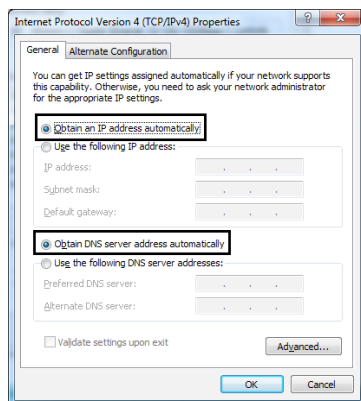 Internet Protocol Version 4 (TCP/IPv4) Properties
General
Alternate Configuration
You can get IP settings assigned automatically if your network supports
this capability. Otherwise, you need to ask your network administrator
for the appropriate IP settings.
Obtain an IP address automatically
Use the following IP address:
IP address:
Subnet mask:
Default gateway:
Obtain DNS server address automatically
Use the following DNS server addresses:
Preferred DNS server:
Alternate DNS server:
Validate settings upon exit
Advanced...
OK
Cancel